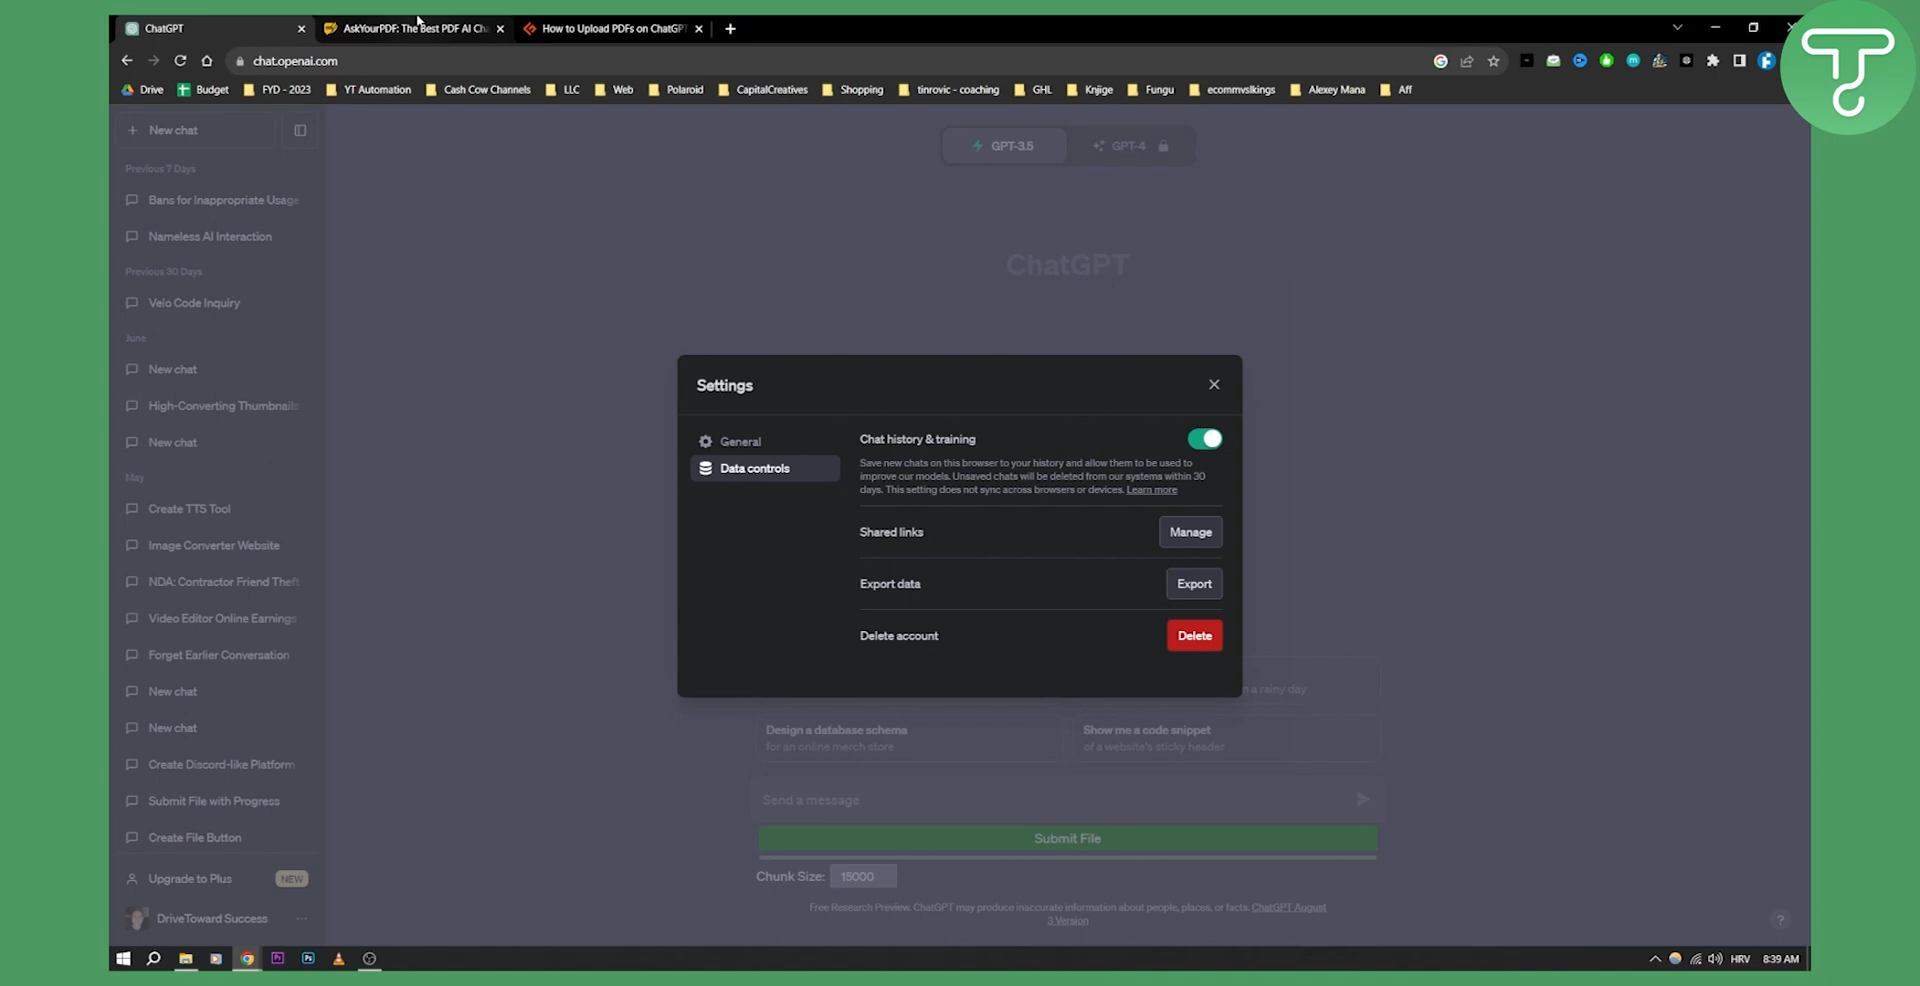 ChatGPT
AskYourPDF: The Best PDF AI Cha
How to Upload PDFs on ChatGPT
chat.openai.com
Drive
Budget
FYD - 2023
YT Automation
Cash Cow Channels
LLC
Web
Polaroid
CapitalCreatives
Shopping
tinrovic - coaching
GHL
Knjige
Fungu
ecommvslkings
Alexey Mana
Aff
New chat
GPT-3.5
GPT-4
Previous 7 Days
Bans for Inappropriate Usage
Nameless AI Interaction
Previous 30 Days
Velo Code Inquiry
June
New chat
High-Converting Thumbnails
New chat
May
Create TTS Tool
Image Converter Website
NDA: Contractor Friend Theft
Video Editor Online Earnings
Forget Earlier Conversation
New chat
New chat
Create Discord-like Platform
Submit File with Progress
Create File Button
Upgrade to Plus
NEW
DriveToward Success
ChatGPT
Settings
General
Data controls
Chat history & training
Save new chats on this browser to your history and allow them to be used to
improve our models. Unsaved chats will be deleted from our systems within 30
days. This setting does not sync across browsers or devices. Learn more
Shared links
Manage
Export data
Export
Delete account
Delete
n a rainy day
Design a database schema
for an online merch store
Show me a code snippet
of a website's sticky header
Send a message
Submit File
Chunk Size: 15000
Free Research Preview. ChatGPT may produce inaccurate information about people, places, or facts. ChatGPT August
3 Version
?
Pr
Ps
HRV
8:39 AM